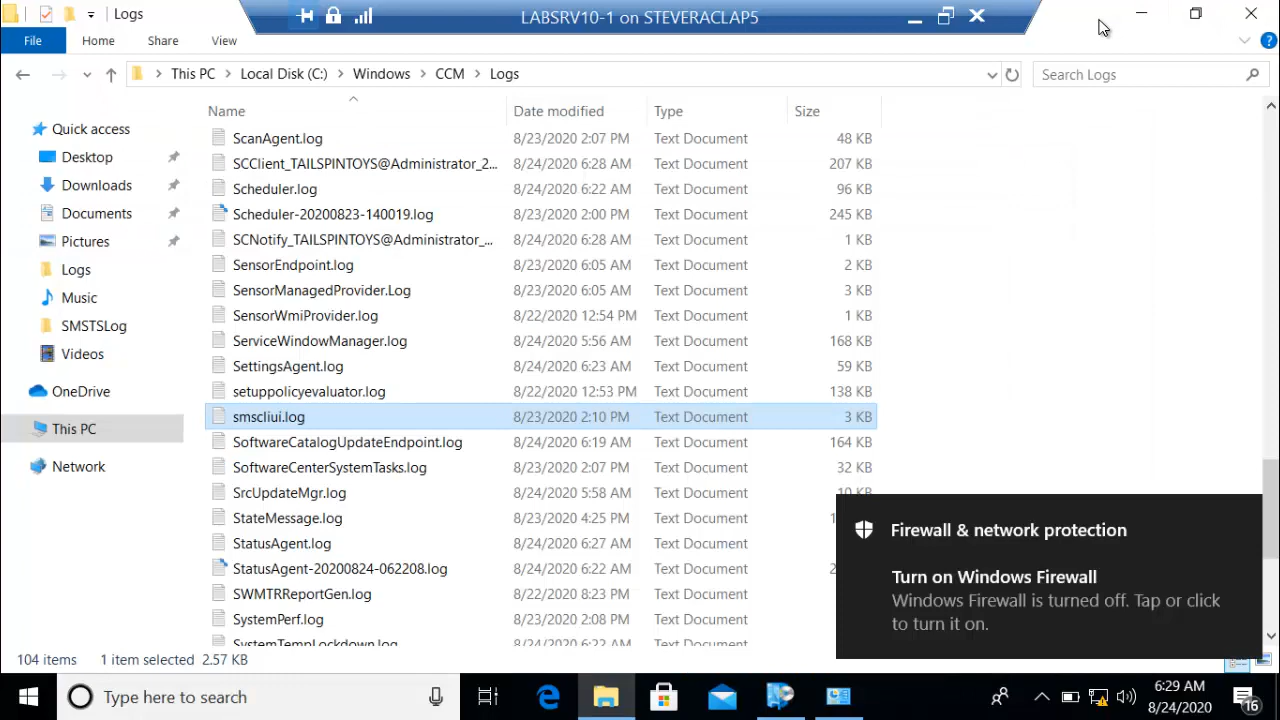 Logs
LABSRV10-1 on STEVERACLAP5
File Home Share View
This PC Local Disk (C:) Windows CCM Logs
Search Logs
Name Date modified Type Size
Quick access
Desktop
Downloads
Documents
Pictures
Logs
Music
SMSTSLog
Videos
OneDrive
This PC
Network
ScanAgent.log 8/23/2020 2:07 PM Text Document 48 KB
SCClient_TAILSPINTOYS@Administrator_2... 8/24/2020 6:28 AM Text Document 207 KB
Scheduler.log 8/24/2020 6:22 AM Text Document 96 KB
Scheduler-20200823-140019.log 8/23/2020 2:00 PM Text Document 245 KB
SCNotify_TAILSPINTOYS@Administrator_... 8/24/2020 6:28 AM Text Document 1 KB
SensorEndpoint.log 8/23/2020 6:05 AM Text Document 2 KB
SensorManagedProvider.Log 8/23/2020 6:05 AM Text Document 3 KB
SensorWmiProvider.log 8/22/2020 12:54 PM Text Document 1 KB
ServiceWindowManager.log 8/24/2020 5:56 AM Text Document 168 KB
SettingsAgent.log 8/24/2020 6:23 AM Text Document 59 KB
setuppolicyevaluator.log 8/22/2020 12:53 PM Text Document 138 KB
smscliui.log 8/23/2020 2:10 PM Text Document 3 KB
SoftwareCatalogUpdateEndpoint.log 8/24/2020 6:19 AM Text Document 164 KB
SoftwareCenterSystemTasks.log 8/23/2020 2:07 PM Text Document 32 KB
SrcUpdateMgr.log 8/24/2020 5:58 AM Text Document 10 KB
StateMessage.log 8/23/2020 4:25 PM Text Document
StatusAgent.log 8/24/2020 6:27 AM Text Document
StatusAgent-20200824-062208.log 8/24/2020 6:22 AM Text Document
SWMTRReportGen.log 8/22/2020 8:23 PM Text Document
SystemPerf.log 8/23/2020 2:08 PM Text Document
SystemTempLockdown.log 8/24/2020 6:22 AM Text Document
Firewall & network protection
Turn on Windows Firewall
Windows Firewall is turned off. Tap or click
to turn it on.
104 items 1 item selected 2.57 KB
Type here to search
6:29 AM
8/24/2020
16